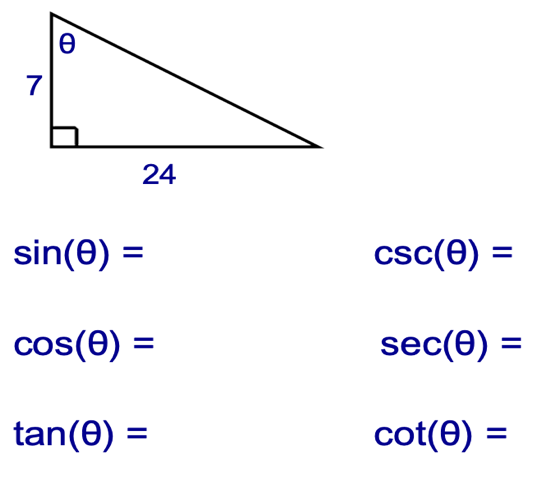 θ
7
24
sin(θ) = csc(θ) =
cos(θ) = sec(θ) =
tan(θ) = cot(θ) =